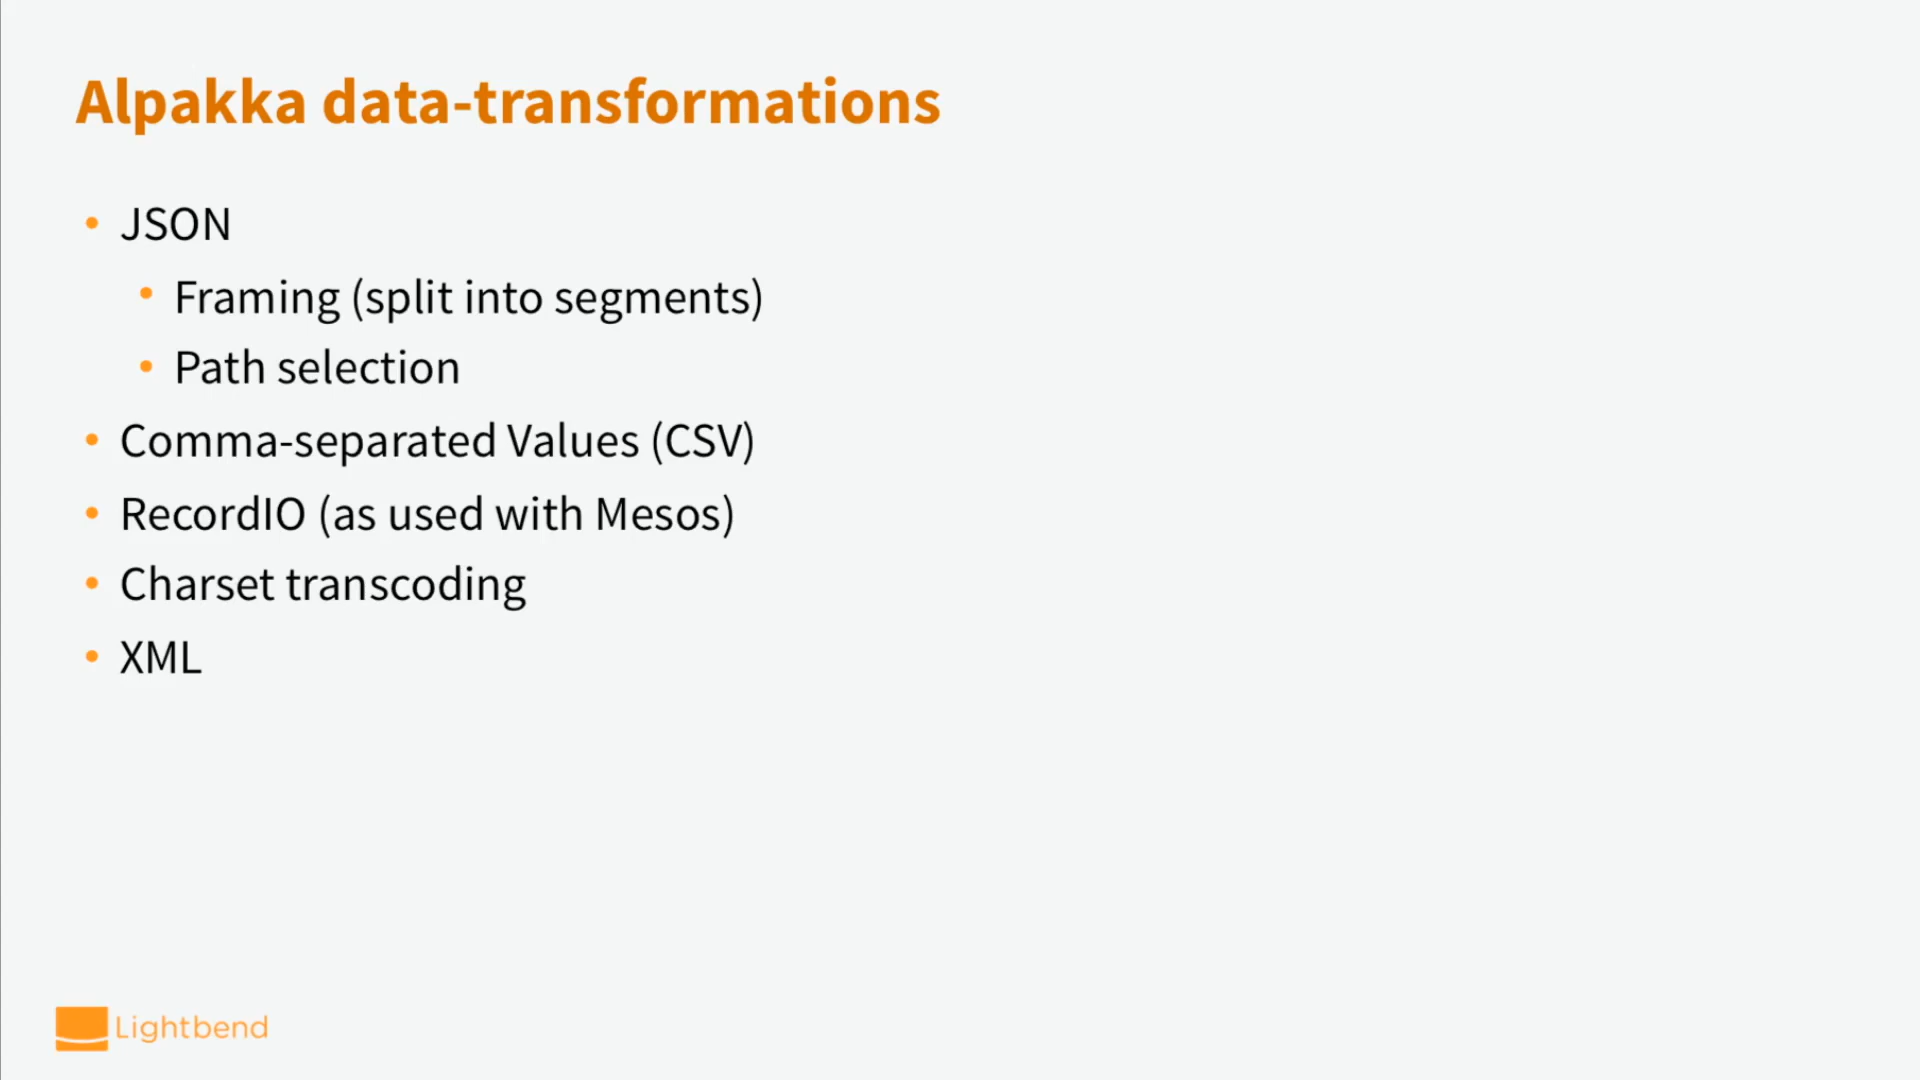 Alpakka data-transformations
• JSON
• Framing (split into segments)
• Path selection
• Comma-separated Values (CSV)
• RecordIO (as used with Mesos)
• Charset transcoding
• XML
Lightbend